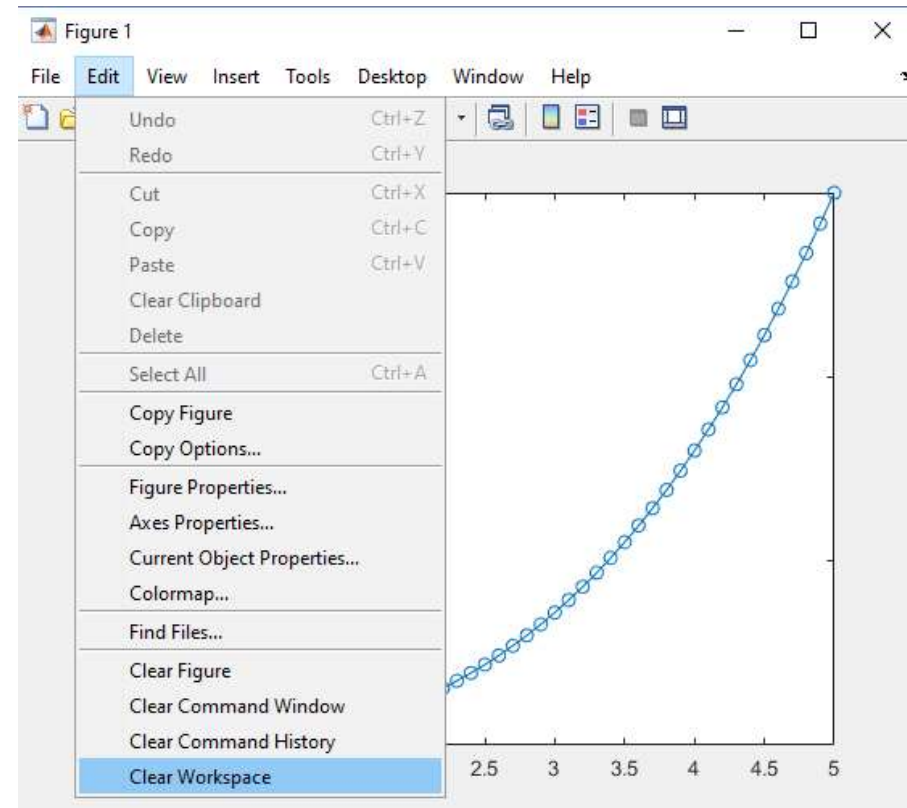 Figure 1
File Edit View Insert Tools Desktop Window Help
Undo Ctrl+Z
Redo Ctrl+Y
Cut Ctrl+X
Copy Ctrl+C
Paste Ctrl+V
Clear Clipboard
Delete
Select All Ctrl+A
Copy Figure
Copy Options...
Figure Properties...
Axes Properties...
Current Object Properties...
Colormap...
Find Files...
Clear Figure
Clear Command Window
Clear Command History
Clear Workspace
2.5 3 3.5 4 4.5 5